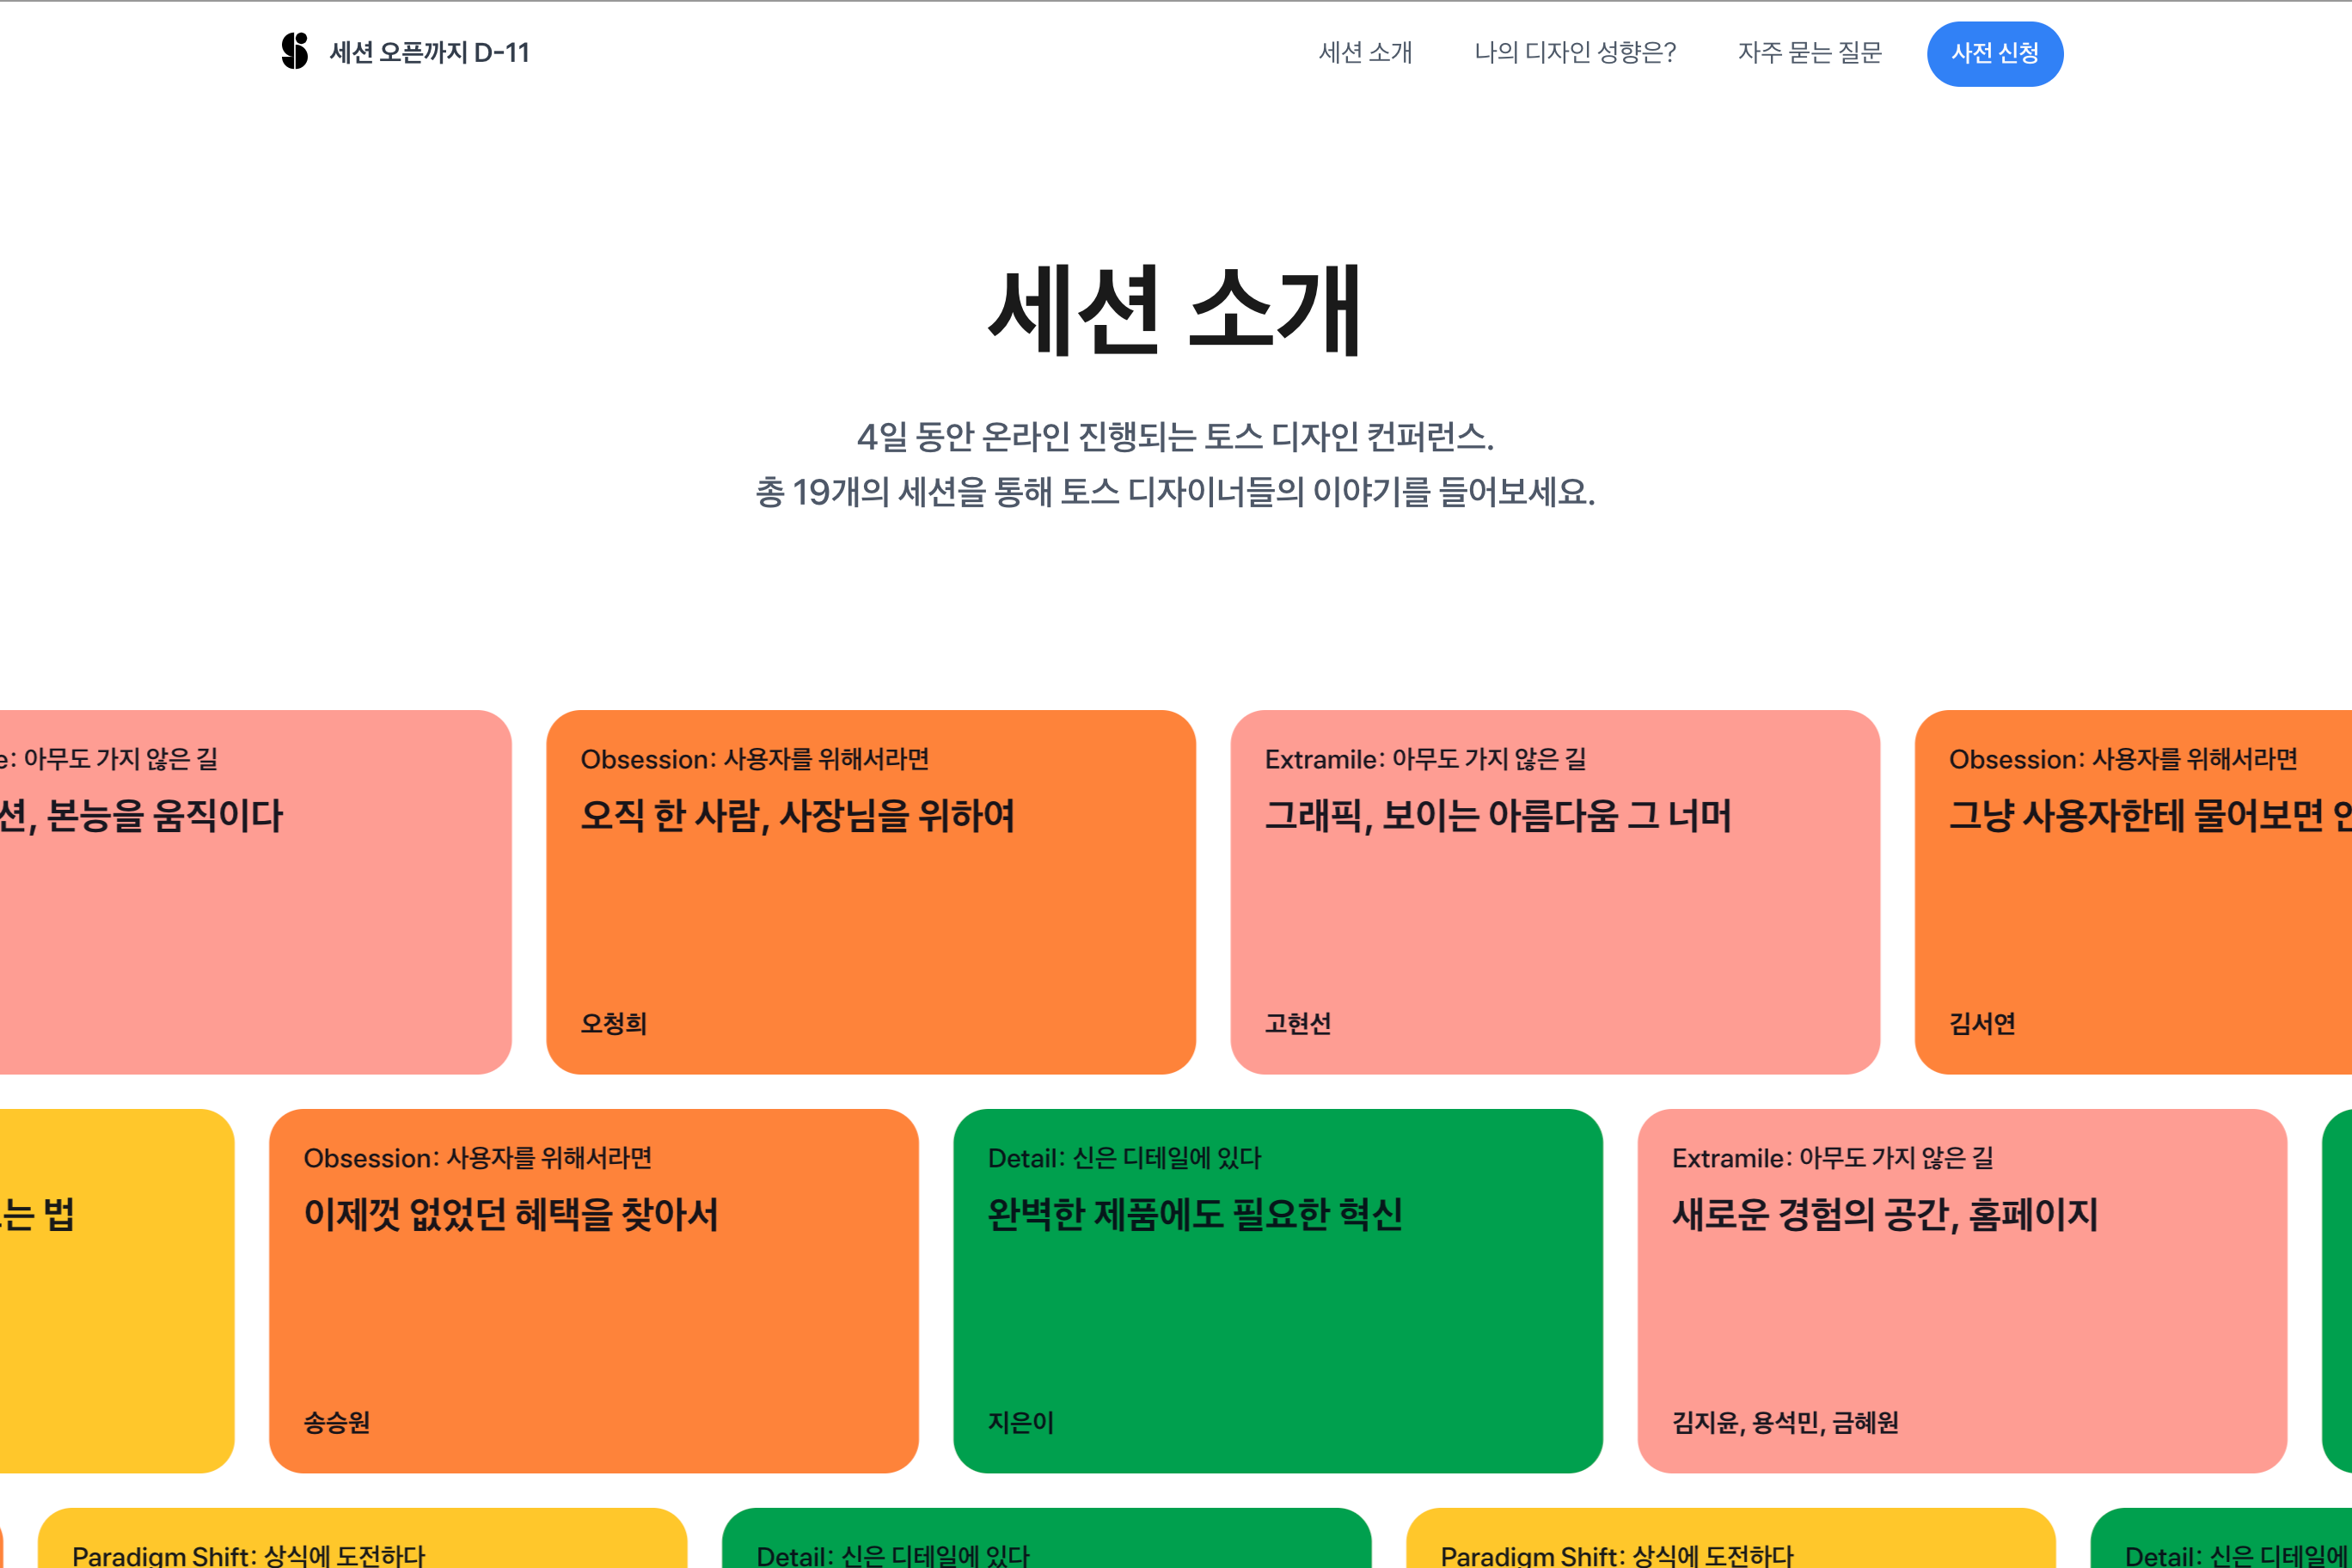 세션 오픈까지 D-11
세션 소개
나의 디자인 성향은?
자주 묻는 질문
사전 신청
세션 소개
4일 동안 온라인 진행되는 토스 디자인 컨퍼런스.
총 19개의 세션을 통해 토스 디자이너들의 이야기를 들어보세요.
e: 아무도 가지 않은 길
션, 본능을 움직이다
Obsession: 사용자를 위해서라면
오직 한 사람, 사장님을 위하여
오청희
Extramile: 아무도 가지 않은 길
그래픽, 보이는 아름다움 그 너머
고현선
Obsession: 사용자를 위해서라면
그냥 사용자한테 물어보면
김서연
는 법
Obsession: 사용자를 위해서라면
이제껏 없었던 혜택을 찾아서
송승원
Detail: 신은 디테일에 있다
완벽한 제품에도 필요한 혁신
지은이
Extramile: 아무도 가지 않은 길
새로운 경험의 공간, 홈페이지
김지윤, 용석민, 금혜원
Paradigm Shift: 상식에 도전하다
Detail: 신은 디테일에 있다
Paradigm Shift: 상식에 도전하다
Detail: 신은 디테일에